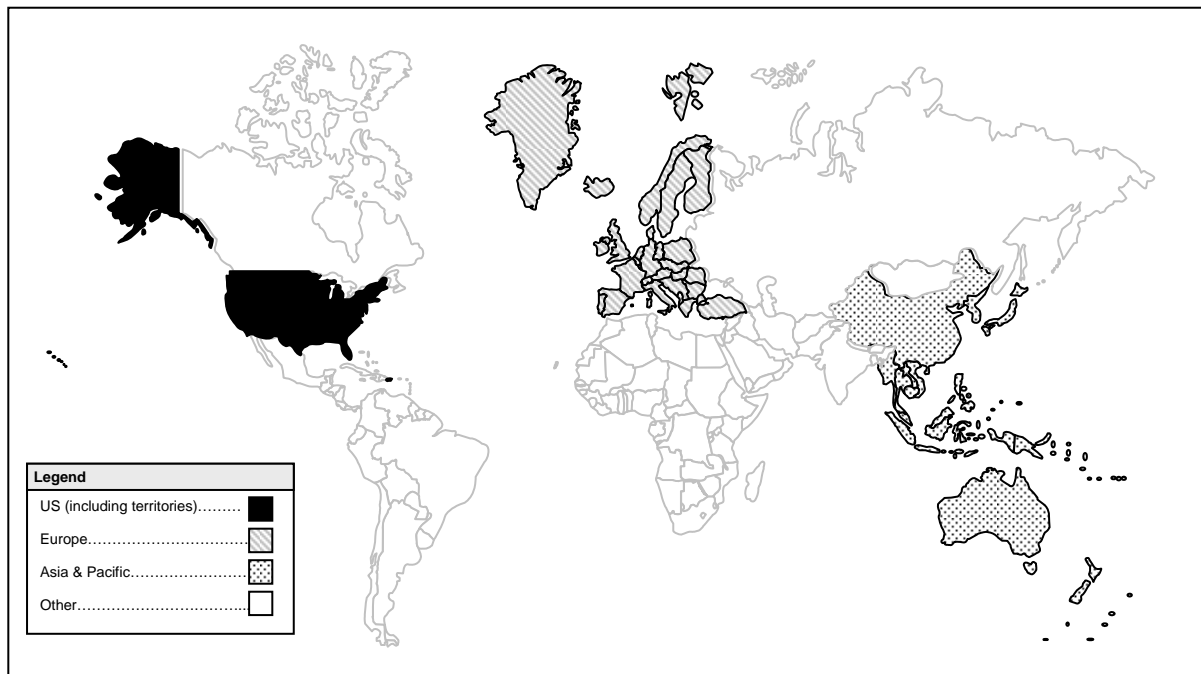 Legend
US (including territories).........
Europe.................................
Asia & Pacific........................
Other....................................